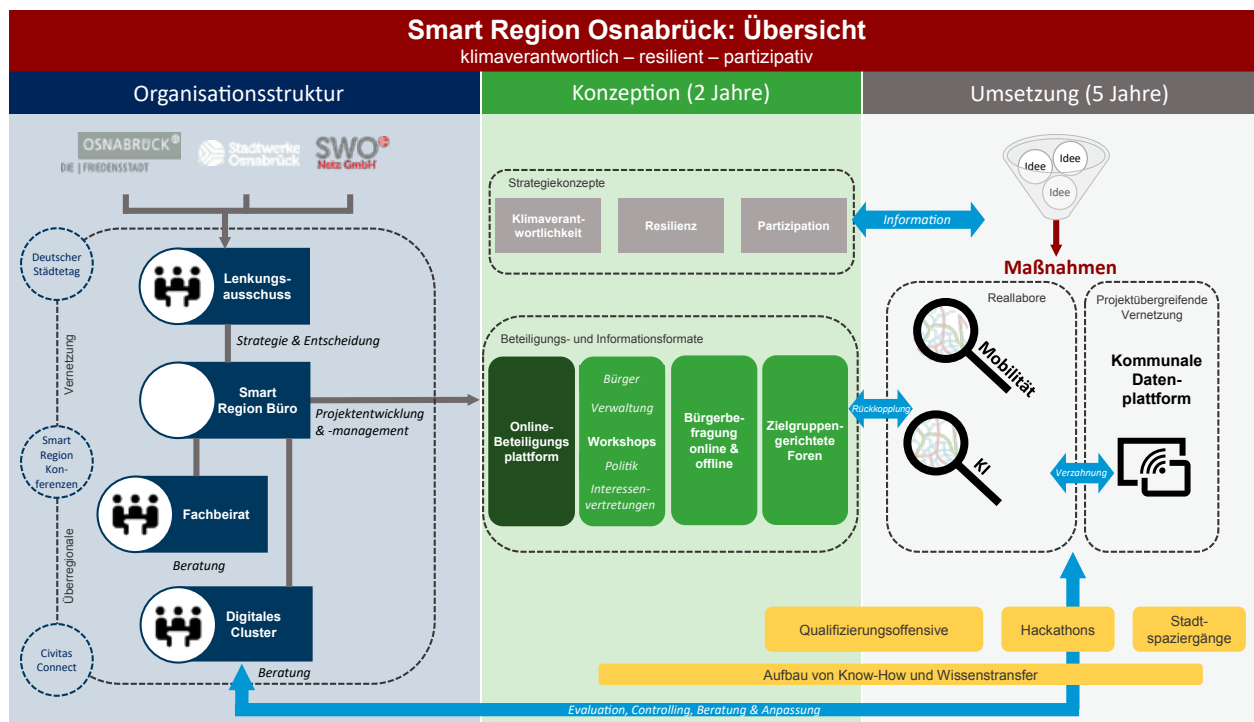 Smart Region Osnabrück: Übersicht
klimaverantwortlich – resilient – partizipativ
Organisationsstruktur
OSNABRÜCK
DIE | FRIEDENSSTADT
Stadtwerke
Osnabrück
SWO
Netz GmbH
Deutscher
Städtetag
Vernetzung
Smart
Region
Kon-
ferenzen
Überregionale
Civitas
Connect
Lenkungs-
ausschuss
Strategie & Entscheidung
Smart
Region Büro
Projektentwicklung
& -management
Fachbeirat
Beratung
Digitales
Cluster
Beratung
Konzeption (2 Jahre)
Strategiekonzepte
Klimaverant-
wortlichkeit
Resilienz
Partizipation
Information
Beteiligungs- und Informationsformate
Online-
Beteiligungs
plattform
Bürger
Verwaltung
Workshops
Politik
Interessen-
vertretungen
Bürgerbe-
fragung
online &
offline
Zielgruppen-
gerichtete
Foren
Rückkopplung
Umsetzung (5 Jahre)
Idee
Idee
Idee
Maßnahmen
Reallabore
Mobilität
KI
Verzahnung
Projektübergreifende
Vernetzung
Kommunale
Daten-
plattform
Qualifizierungsoffensive
Hackathons
Stadt-
spaziergänge
Aufbau von Know-How und Wissenstransfer
Evaluation, Controlling, Beratung & Anpassung